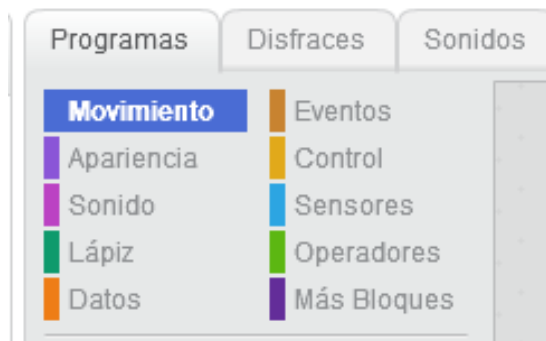 Programas Disfraces Sonidos
Movimiento Eventos
Apariencia Control
Sonido Sensores
Lápiz Operadores
Datos Más Bloques